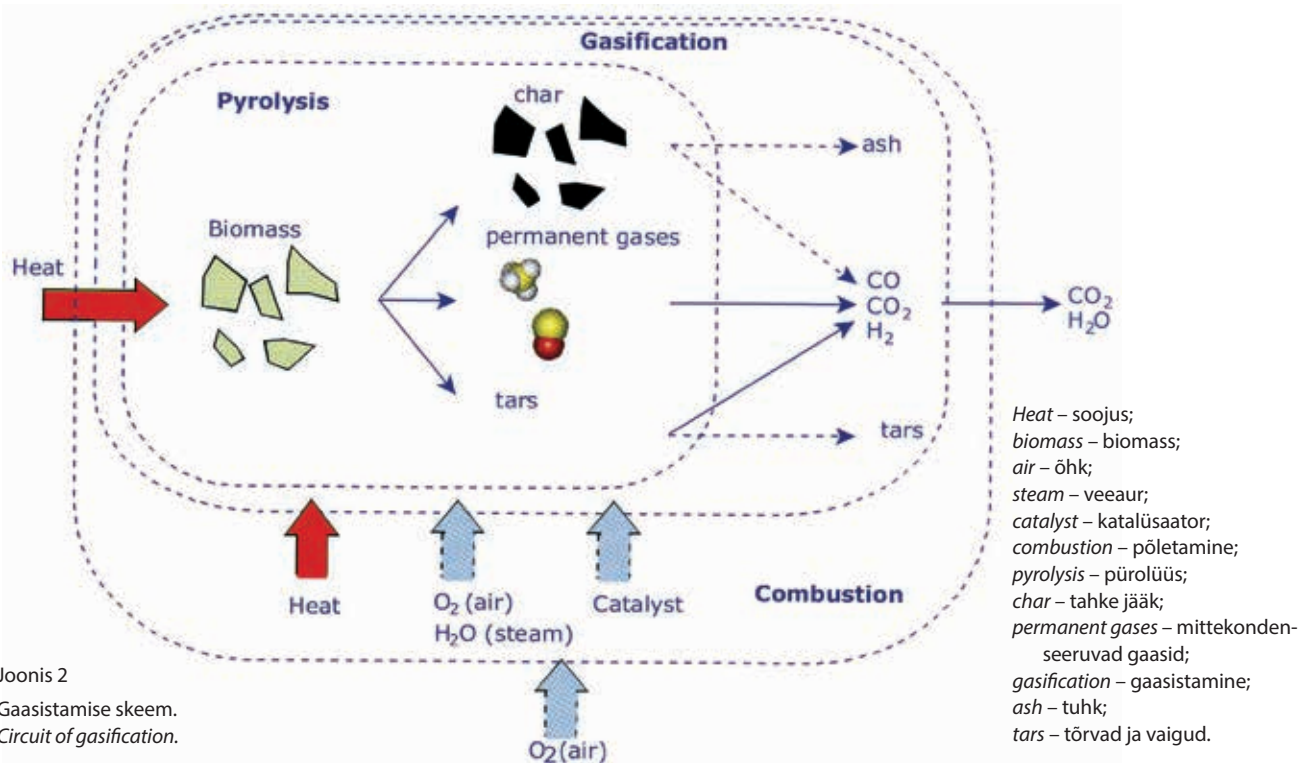 Gasification
Pyrolysis
char
ash
Biomass
permanent gases
Heat
CO
CO₂
H₂
CO₂
H₂O
tars
tars
Heat
O₂ (air)
H₂O (steam)
Catalyst
Combustion
O₂(air)
Joonis 2
Gaasistamise skeem.
Circuit of gasification.
Heat – soojus;
biomass – biomass;
air – õhk;
steam – veeaur;
catalyst – katalüsaator;
combustion – põletamine;
pyrolysis – pürolüüs;
char – tahke jääk;
permanent gases – mittekonden-
seeruvad gaasid;
gasification – gaasistamine;
ash – tuhk;
tars – tõrvad ja vaigud.